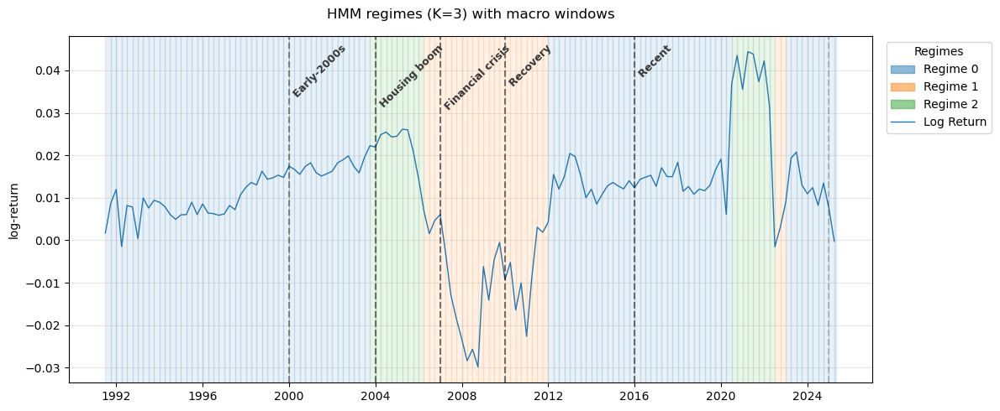 HMM regimes (K=3) with macro windows
Early-2000s
Housing boom
Financial crisis
Recovery
Recent
Regimes
Regime 0
Regime 1
Regime 2
Log Return
log-return
0.04
0.03
0.02
0.01
0.00
−0.01
−0.02
−0.03
1992 1996 2000 2004 2008 2012 2016 2020 2024